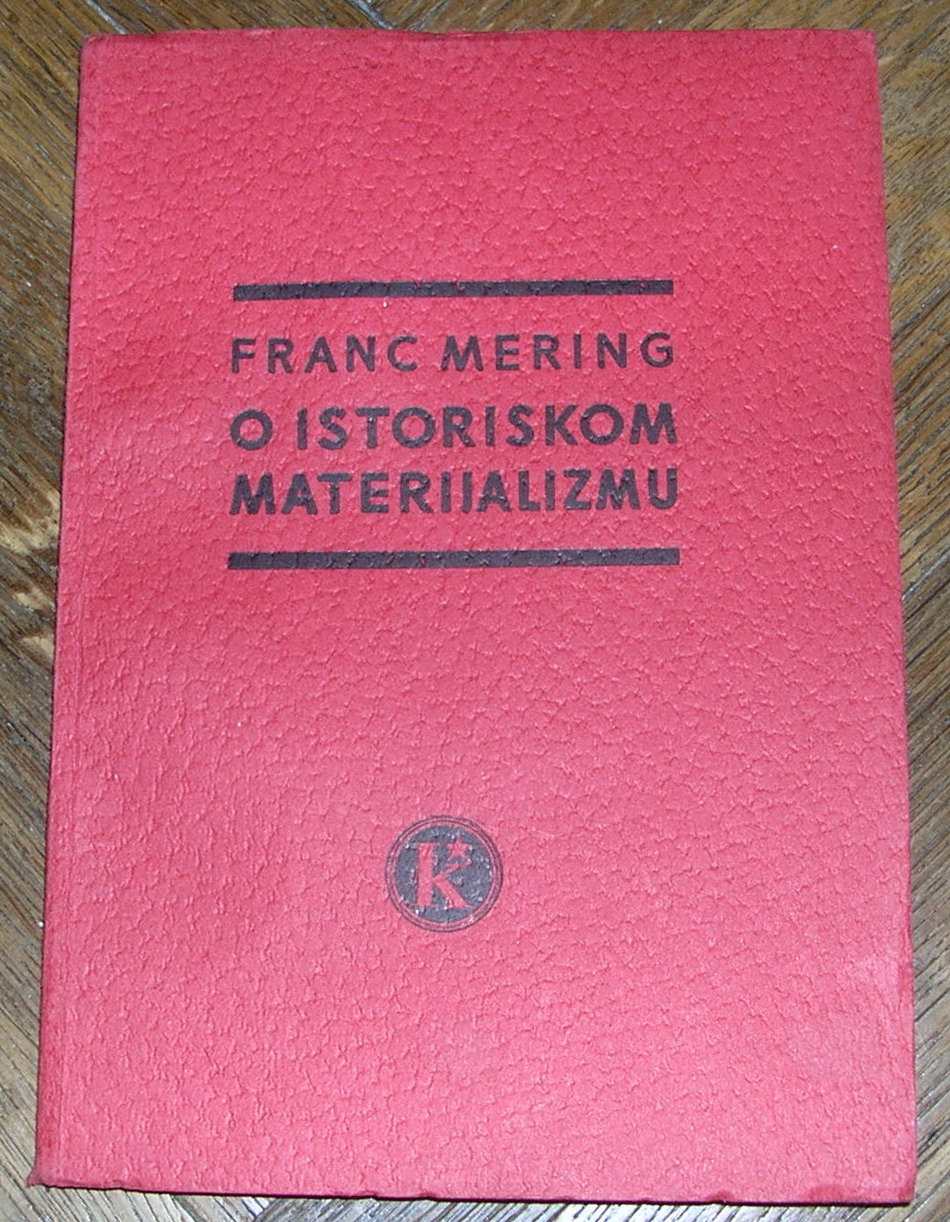 FRANC MERING
O ISTORISKOM
MATERIJALIZMU
K